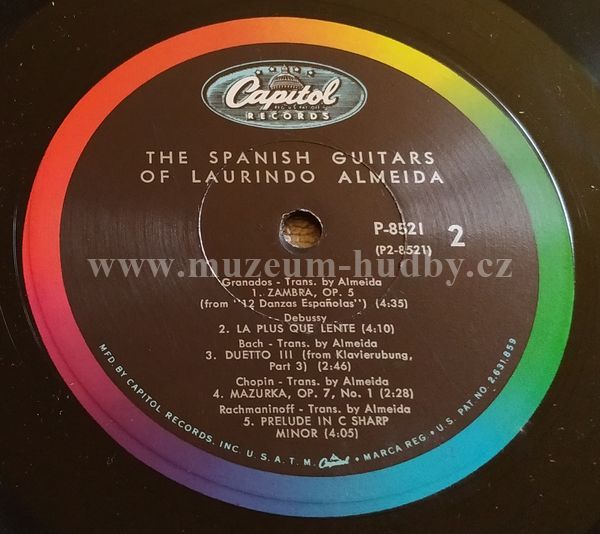 Capitol
RECORDS
THE SPANISH GUITARS
OF LAURINDO ALMEIDA
P-8521
(P2-8521)
2
www.muzeum-hudby.cz
Granados - Trans. by Almeida
1. ZAMBRA, OP. 5
(from "12 Danzas Españolas") (4:35)
Debussy
2. LA PLUS QUE LENTE (4:10)
Bach - Trans. by Almeida
3. DUETTO III (from Klavierubung,
Part 3) (2:46)
Chopin - Trans. by Almeida
4. MAZURKA, OP. 7, No. 1 (2:28)
Rachmaninoff - Trans. by Almeida
5. PRELUDE IN C SHARP
MINOR (4:05)
MFD BY CAPITOL RECORDS, INC. U.S.A. T.M. Capitol • MARCA REG. • U.S. PAT NO. 2,631,859